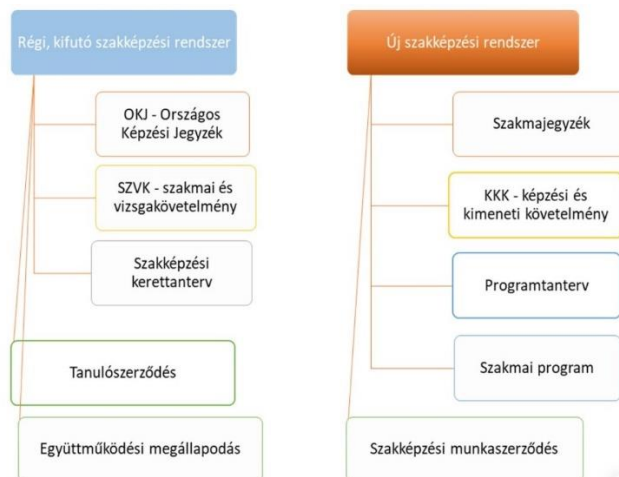 Régi, kifutó szakképzési rendszer
OKJ - Országos
Képzési Jegyzék
SZVK - szakmai és
vizsgakövetelmény
Szakképzési
kerettanterv
Tanulószerződés
Együttműködési megállapodás
Új szakképzési rendszer
Szakmajegyzék
KKK - képzési és
kimeneti követelmény
Programtanterv
Szakmai program
Szakképzési munkaszerződés